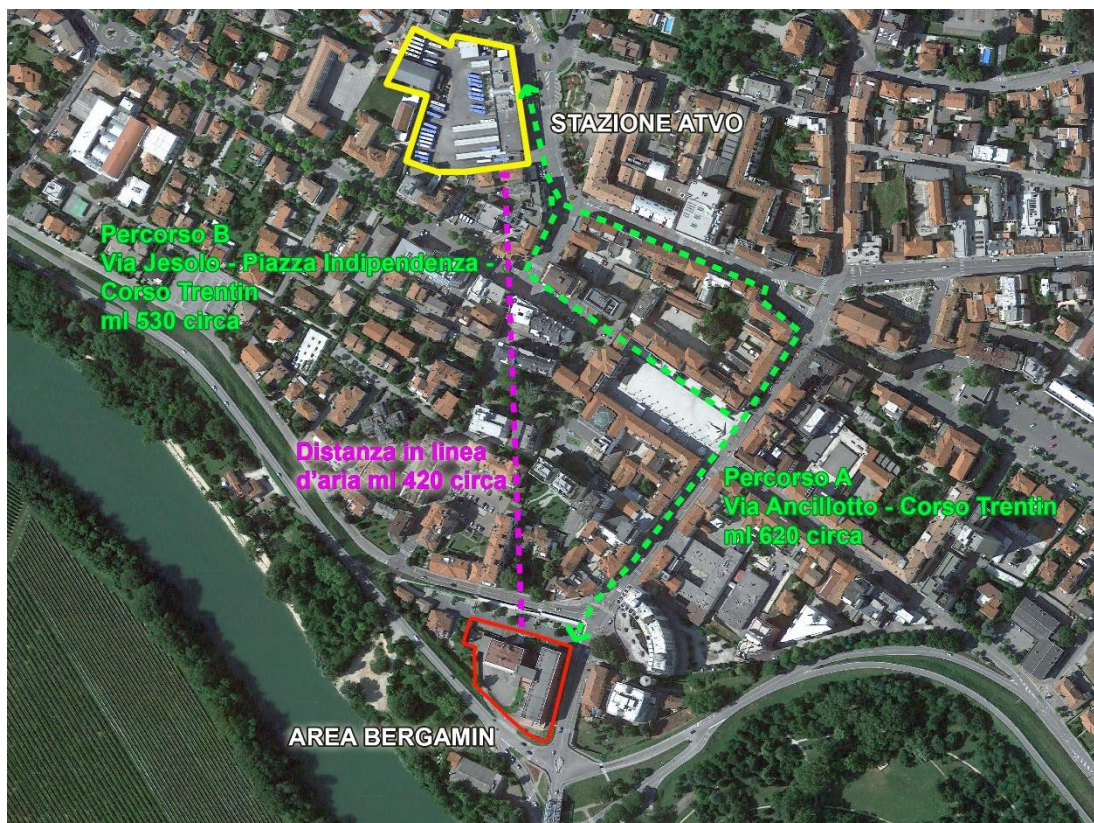 STAZIONE ATVO
Percorso B
Via Jesolo - Piazza Indipendenza -
Corso Trentin
ml 530 circa
Distanza in linea
d'aria ml 420 circa
Percorso A
Via Ancillotto - Corso Trentin
ml 620 circa
AREA BERGAMIN